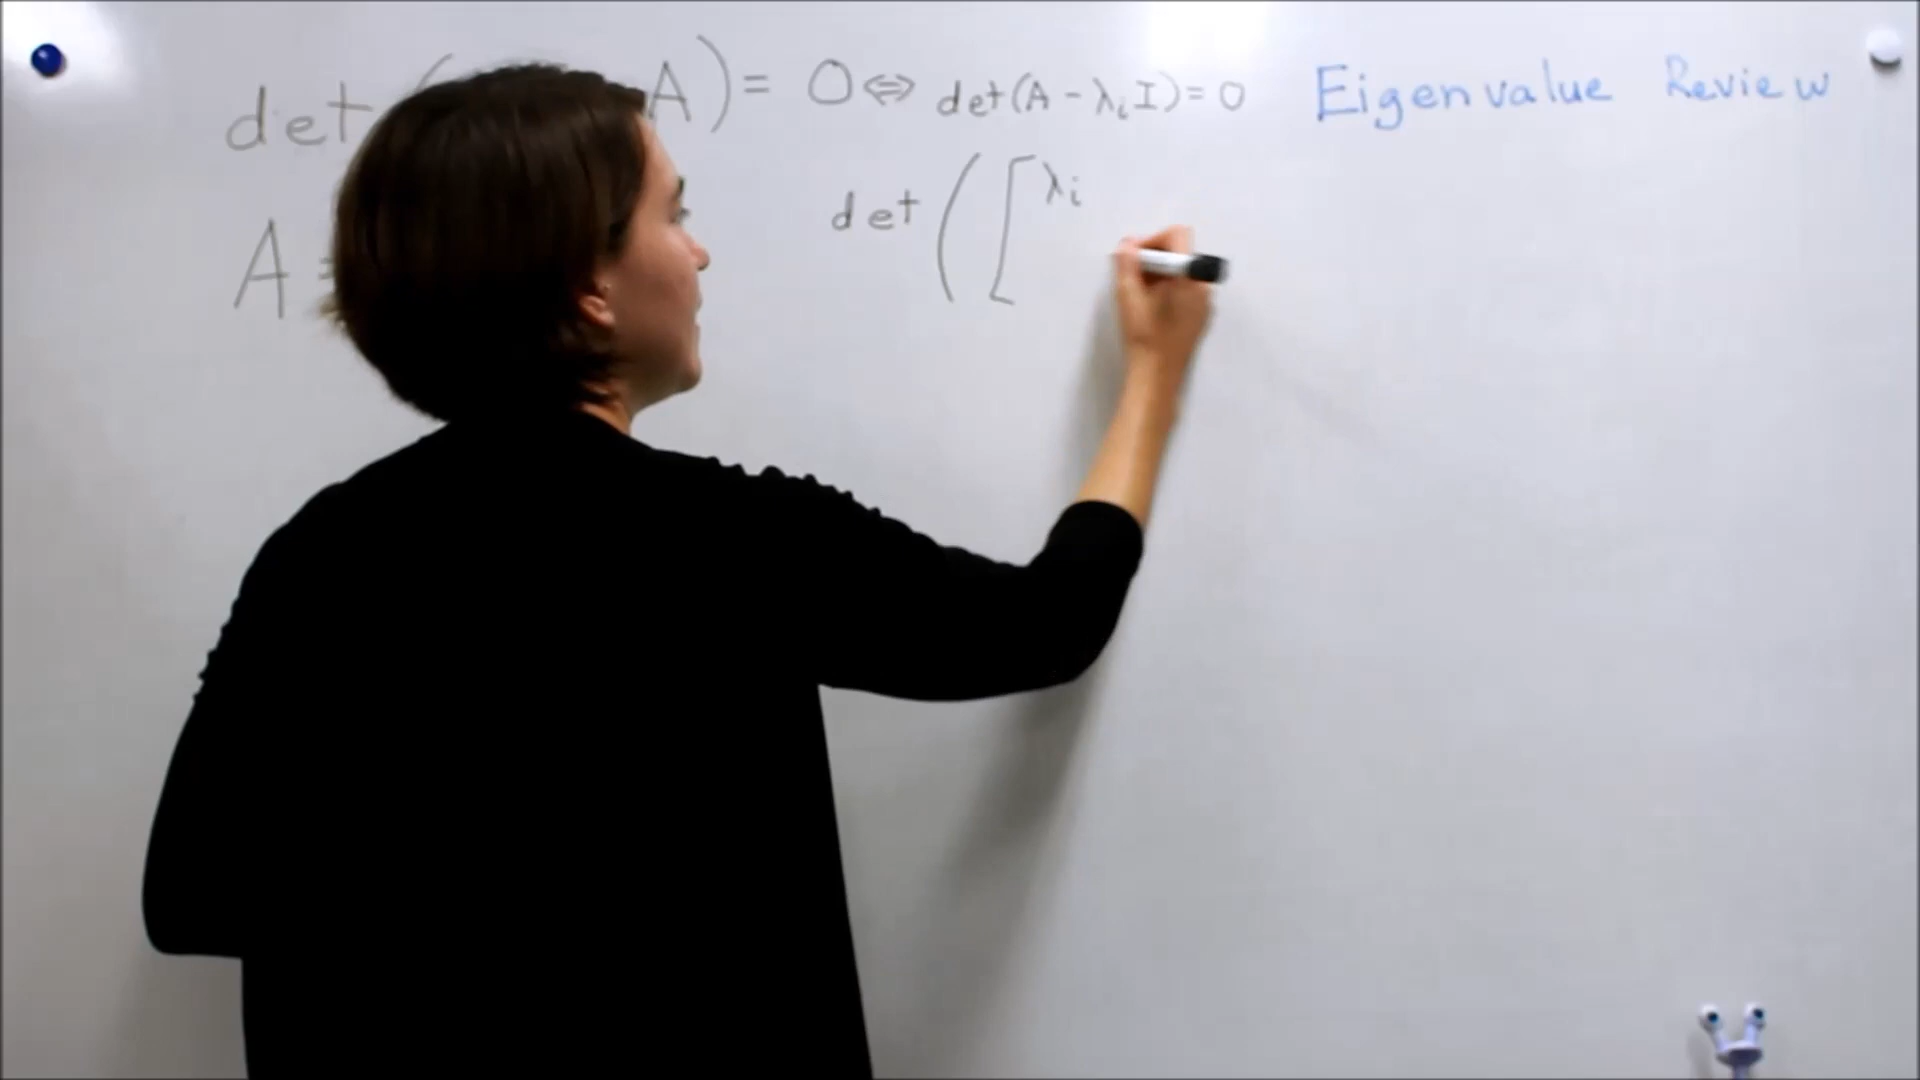 det ( A) = 0 ⇔ det(A - λᵢI) = 0 Eigenvalue Review
det ( [ λᵢ
A =